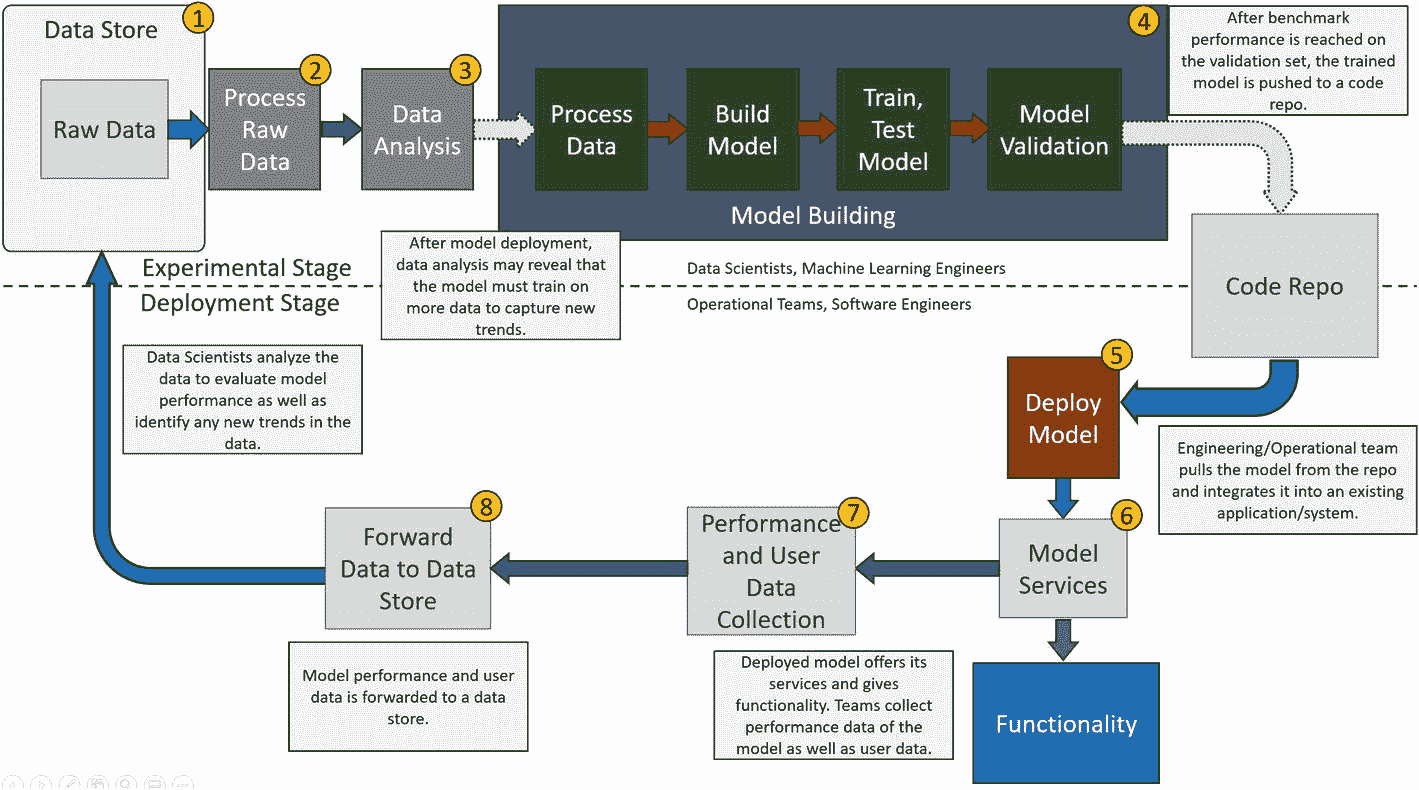 Data Store
1
Raw Data
2
Process
Raw
Data
3
Data
Analysis
4
Process
Data
Build
Model
Train,
Test
Model
Model
Validation
Model Building
After benchmark
performance is reached on
the validation set, the trained
model is pushed to a code
repo.
After model deployment,
data analysis may reveal that
the model must train on
more data to capture new
trends.
Experimental Stage
Data Scientists, Machine Learning Engineers
Deployment Stage
Operational Teams, Software Engineers
Code Repo
Data Scientists analyze the
data to evaluate model
performance as well as
identify any new trends in the
data.
5
Deploy
Model
Engineering/Operational team
pulls the model from the repo
and integrates it into an existing
application/system.
6
Model
Services
7
Performance
and User
Data
Collection
8
Forward
Data to Data
Store
Model performance and user
data is forwarded to a data
store.
Deployed model offers its
services and gives
functionality. Teams collect
performance data of the
model as well as user data.
Functionality